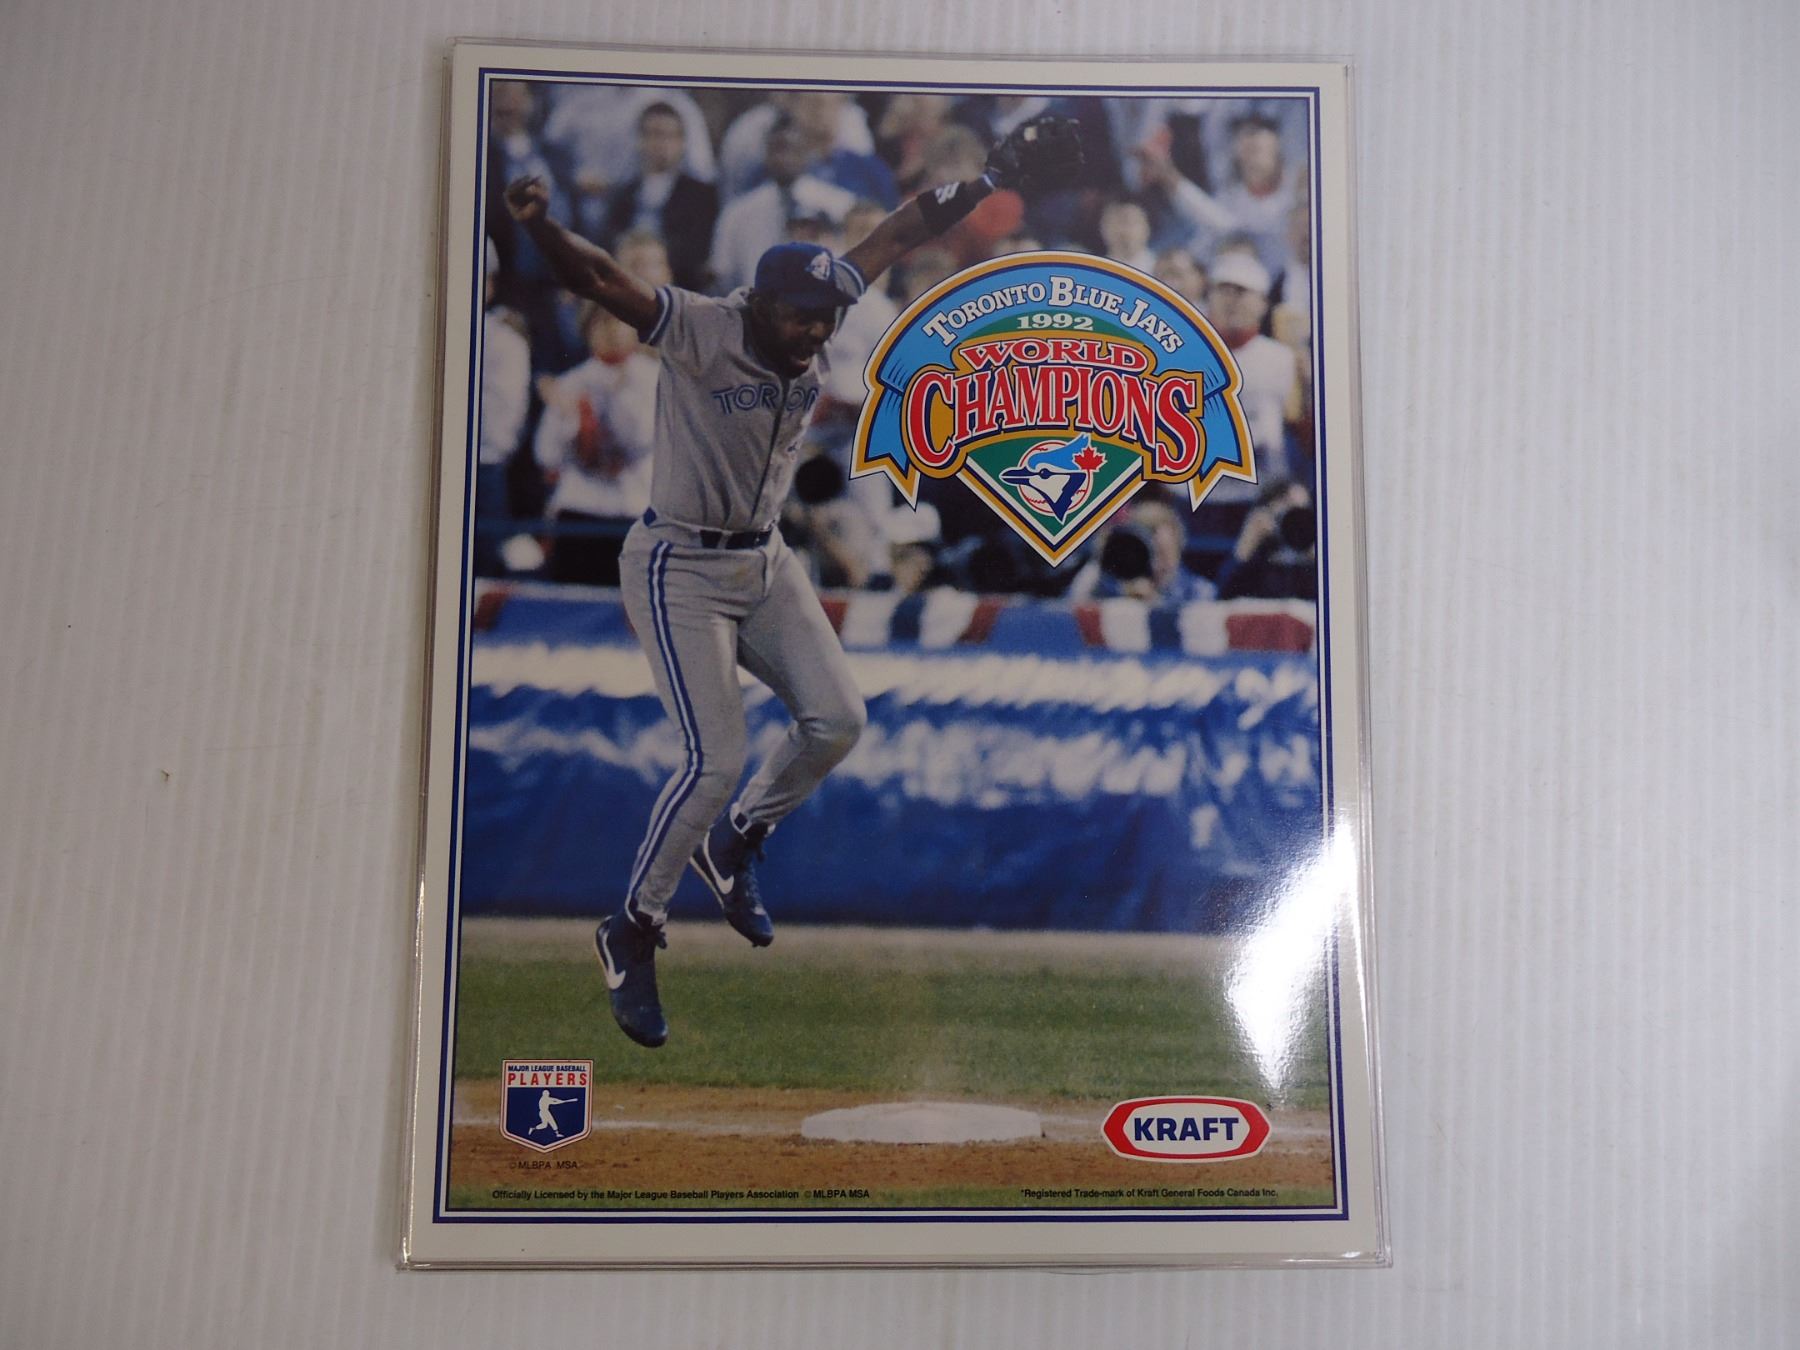 TORONTO BLUE JAYS
1992
WORLD
CHAMPIONS
TORON
MAJOR LEAGUE BASEBALL
PLAYERS
© MLBPA MSA
KRAFT
Officially Licensed by the Major League Baseball Players Association © MLBPA MSA
*Registered Trade-mark of Kraft General Foods Canada Inc.